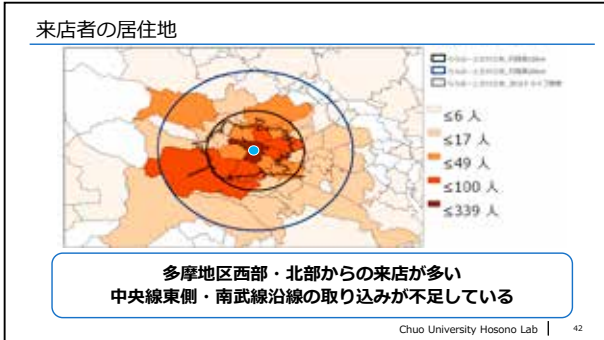 来店者の居住地
≤6 人
≤17 人
≤49 人
≤100 人
≤339 人
多摩地区西部・北部からの来店が多い
中央線東側・南武線沿線の取り込みが不足している
Chuo University Hosono Lab
42